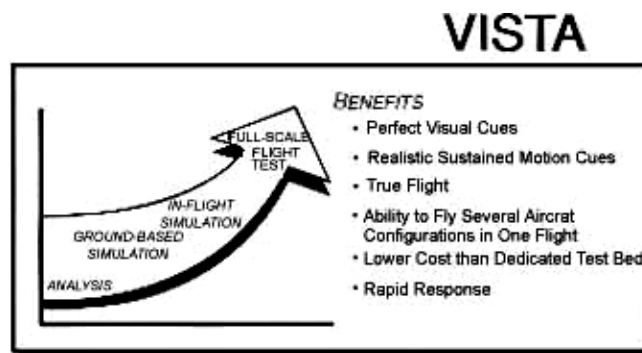 VISTA
BENEFITS
• Perfect Visual Cues
• Realistic Sustained Motion Cues
• True Flight
• Ability to Fly Several Aircrat
Configurations in One Flight
• Lower Cost than Dedicated Test Bed
• Rapid Response
FULL-SCALE
FLIGHT
TEST
IN-FLIGHT
SIMULATION
GROUND-BASED
SIMULATION
ANALYSIS